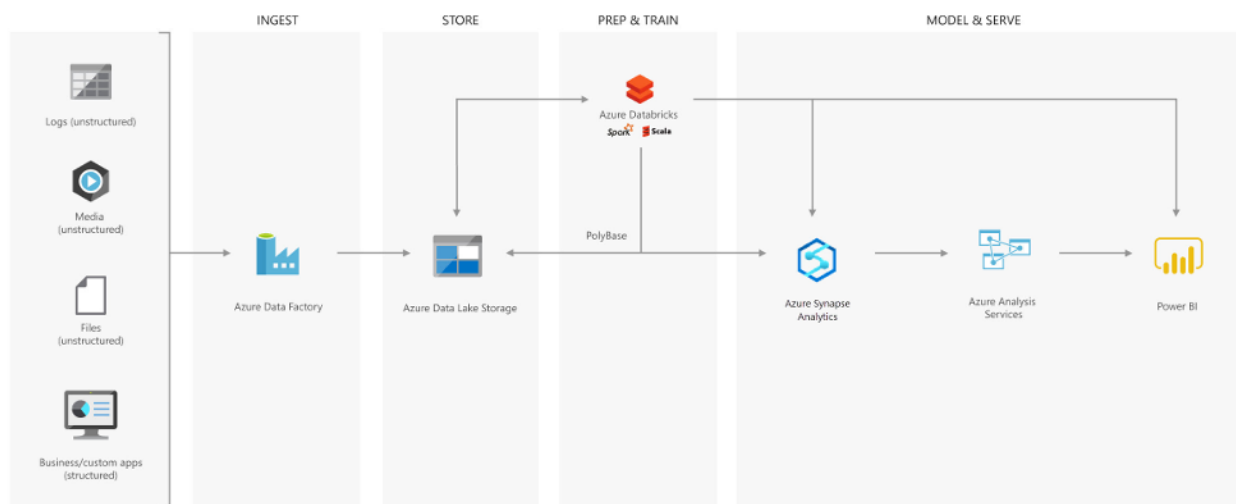 INGEST
STORE
PREP & TRAIN
MODEL & SERVE
Logs (unstructured)
Media
(unstructured)
Files
(unstructured)
Business/custom apps
(structured)
Azure Data Factory
Azure Data Lake Storage
Azure Databricks
Spark Scala
PolyBase
Azure Synapse
Analytics
Azure Analysis
Services
Power BI